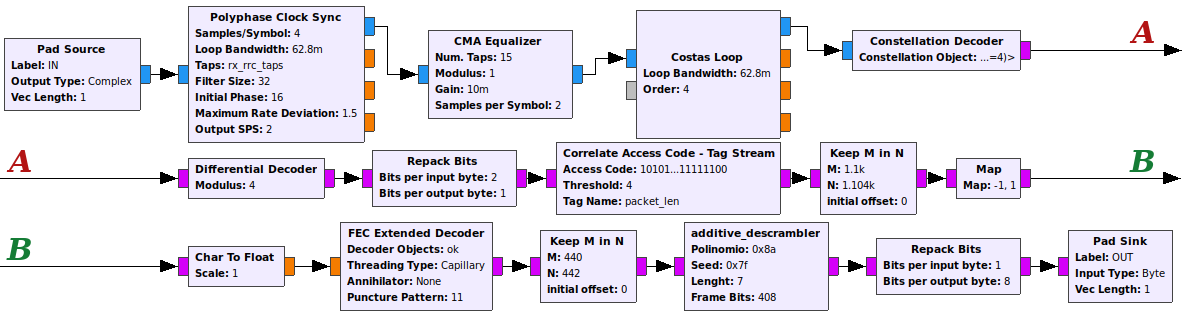 Pad Source
Label: IN
Output Type: Complex
Vec Length: 1
Polyphase Clock Sync
Samples/Symbol: 4
Loop Bandwidth: 62.8m
Taps: rx_rrc_taps
Filter Size: 32
Initial Phase: 16
Maximum Rate Deviation: 1.5
Output SPS: 2
CMA Equalizer
Num. Taps: 15
Modulus: 1
Gain: 10m
Samples per Symbol: 2
Costas Loop
Loop Bandwidth: 62.8m
Order: 4
Constellation Decoder
Constellation Object: ...=4)>
A
A
Differential Decoder
Modulus: 4
Repack Bits
Bits per input byte: 2
Bits per output byte: 1
Correlate Access Code - Tag Stream
Access Code: 10101...11111100
Threshold: 4
Tag Name: packet_len
Keep M in N
M: 1.1k
N: 1.104k
initial offset: 0
Map
Map: -1, 1
B
B
Char To Float
Scale: 1
FEC Extended Decoder
Decoder Objects: ok
Threading Type: Capillary
Annihilator: None
Puncture Pattern: 11
Keep M in N
M: 440
N: 442
initial offset: 0
additive_descrambler
Polinomio: 0x8a
Seed: 0x7f
Lenght: 7
Frame Bits: 408
Repack Bits
Bits per input byte: 1
Bits per output byte: 8
Pad Sink
Label: OUT
Input Type: Byte
Vec Length: 1